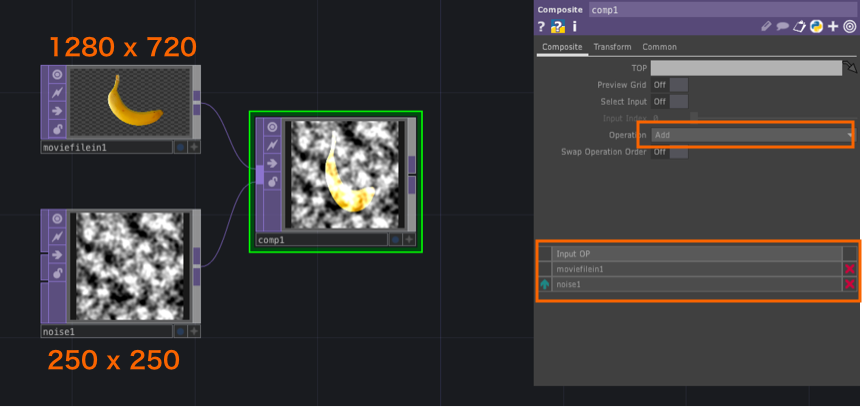 1280 x 720
moviefilein1
noise1
250 x 250
comp1
Composite comp1
? ? i
Composite Transform Common
TOP
Preview Grid Off
Select Input Off
Input Index 0
Operation Add
Swap Operation Order Off
Input OP
moviefilein1
noise1